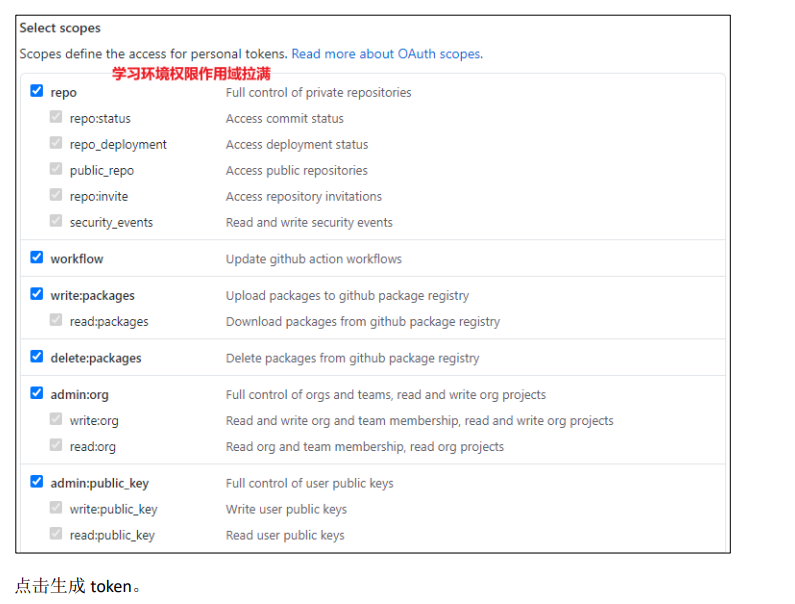 Select scopes
Scopes define the access for personal tokens. Read more about OAuth scopes.
学习环境权限作用域拉满
repo Full control of private repositories
repo:status Access commit status
repo_deployment Access deployment status
public_repo Access public repositories
repo:invite Access repository invitations
security_events Read and write security events
workflow Update github action workflows
write:packages Upload packages to github package registry
read:packages Download packages from github package registry
delete:packages Delete packages from github package registry
admin:org Full control of orgs and teams, read and write org projects
write:org Read and write org and team membership, read and write org projects
read:org Read org and team membership, read org projects
admin:public_key Full control of user public keys
write:public_key Write user public keys
read:public_key Read user public keys
点击生成 token。